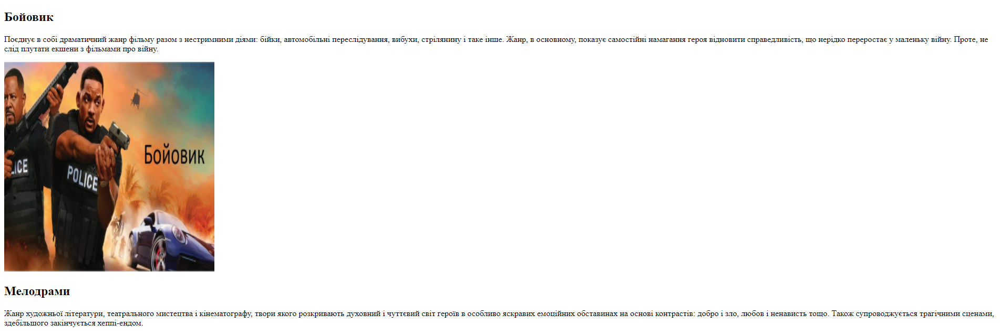 Бойовик
Поєднує в собі драматичний жанр фільму разом з нестримними діями: бійки, автомобільні переслідування, вибухи, стрілянину і таке інше. Жанр, в основному, показує самостійні намагання героя відновити справедливість, що нерідко переростає у маленьку війну. Проте, не
слід плутати екшени з фільмами про війну.
Бойовик
LICE
POLICE
Мелодрами
Жанр художньої літератури, театрального мистецтва і кінематографу, твори якого розкривають духовний і чуттєвий світ героїв в особливо яскравих емоційних обставинах на основі контрастів: добро і зло, любов і ненависть тощо. Також супроводжується трагічними сценами,
здебільшого закінчується хеппі-ендом.